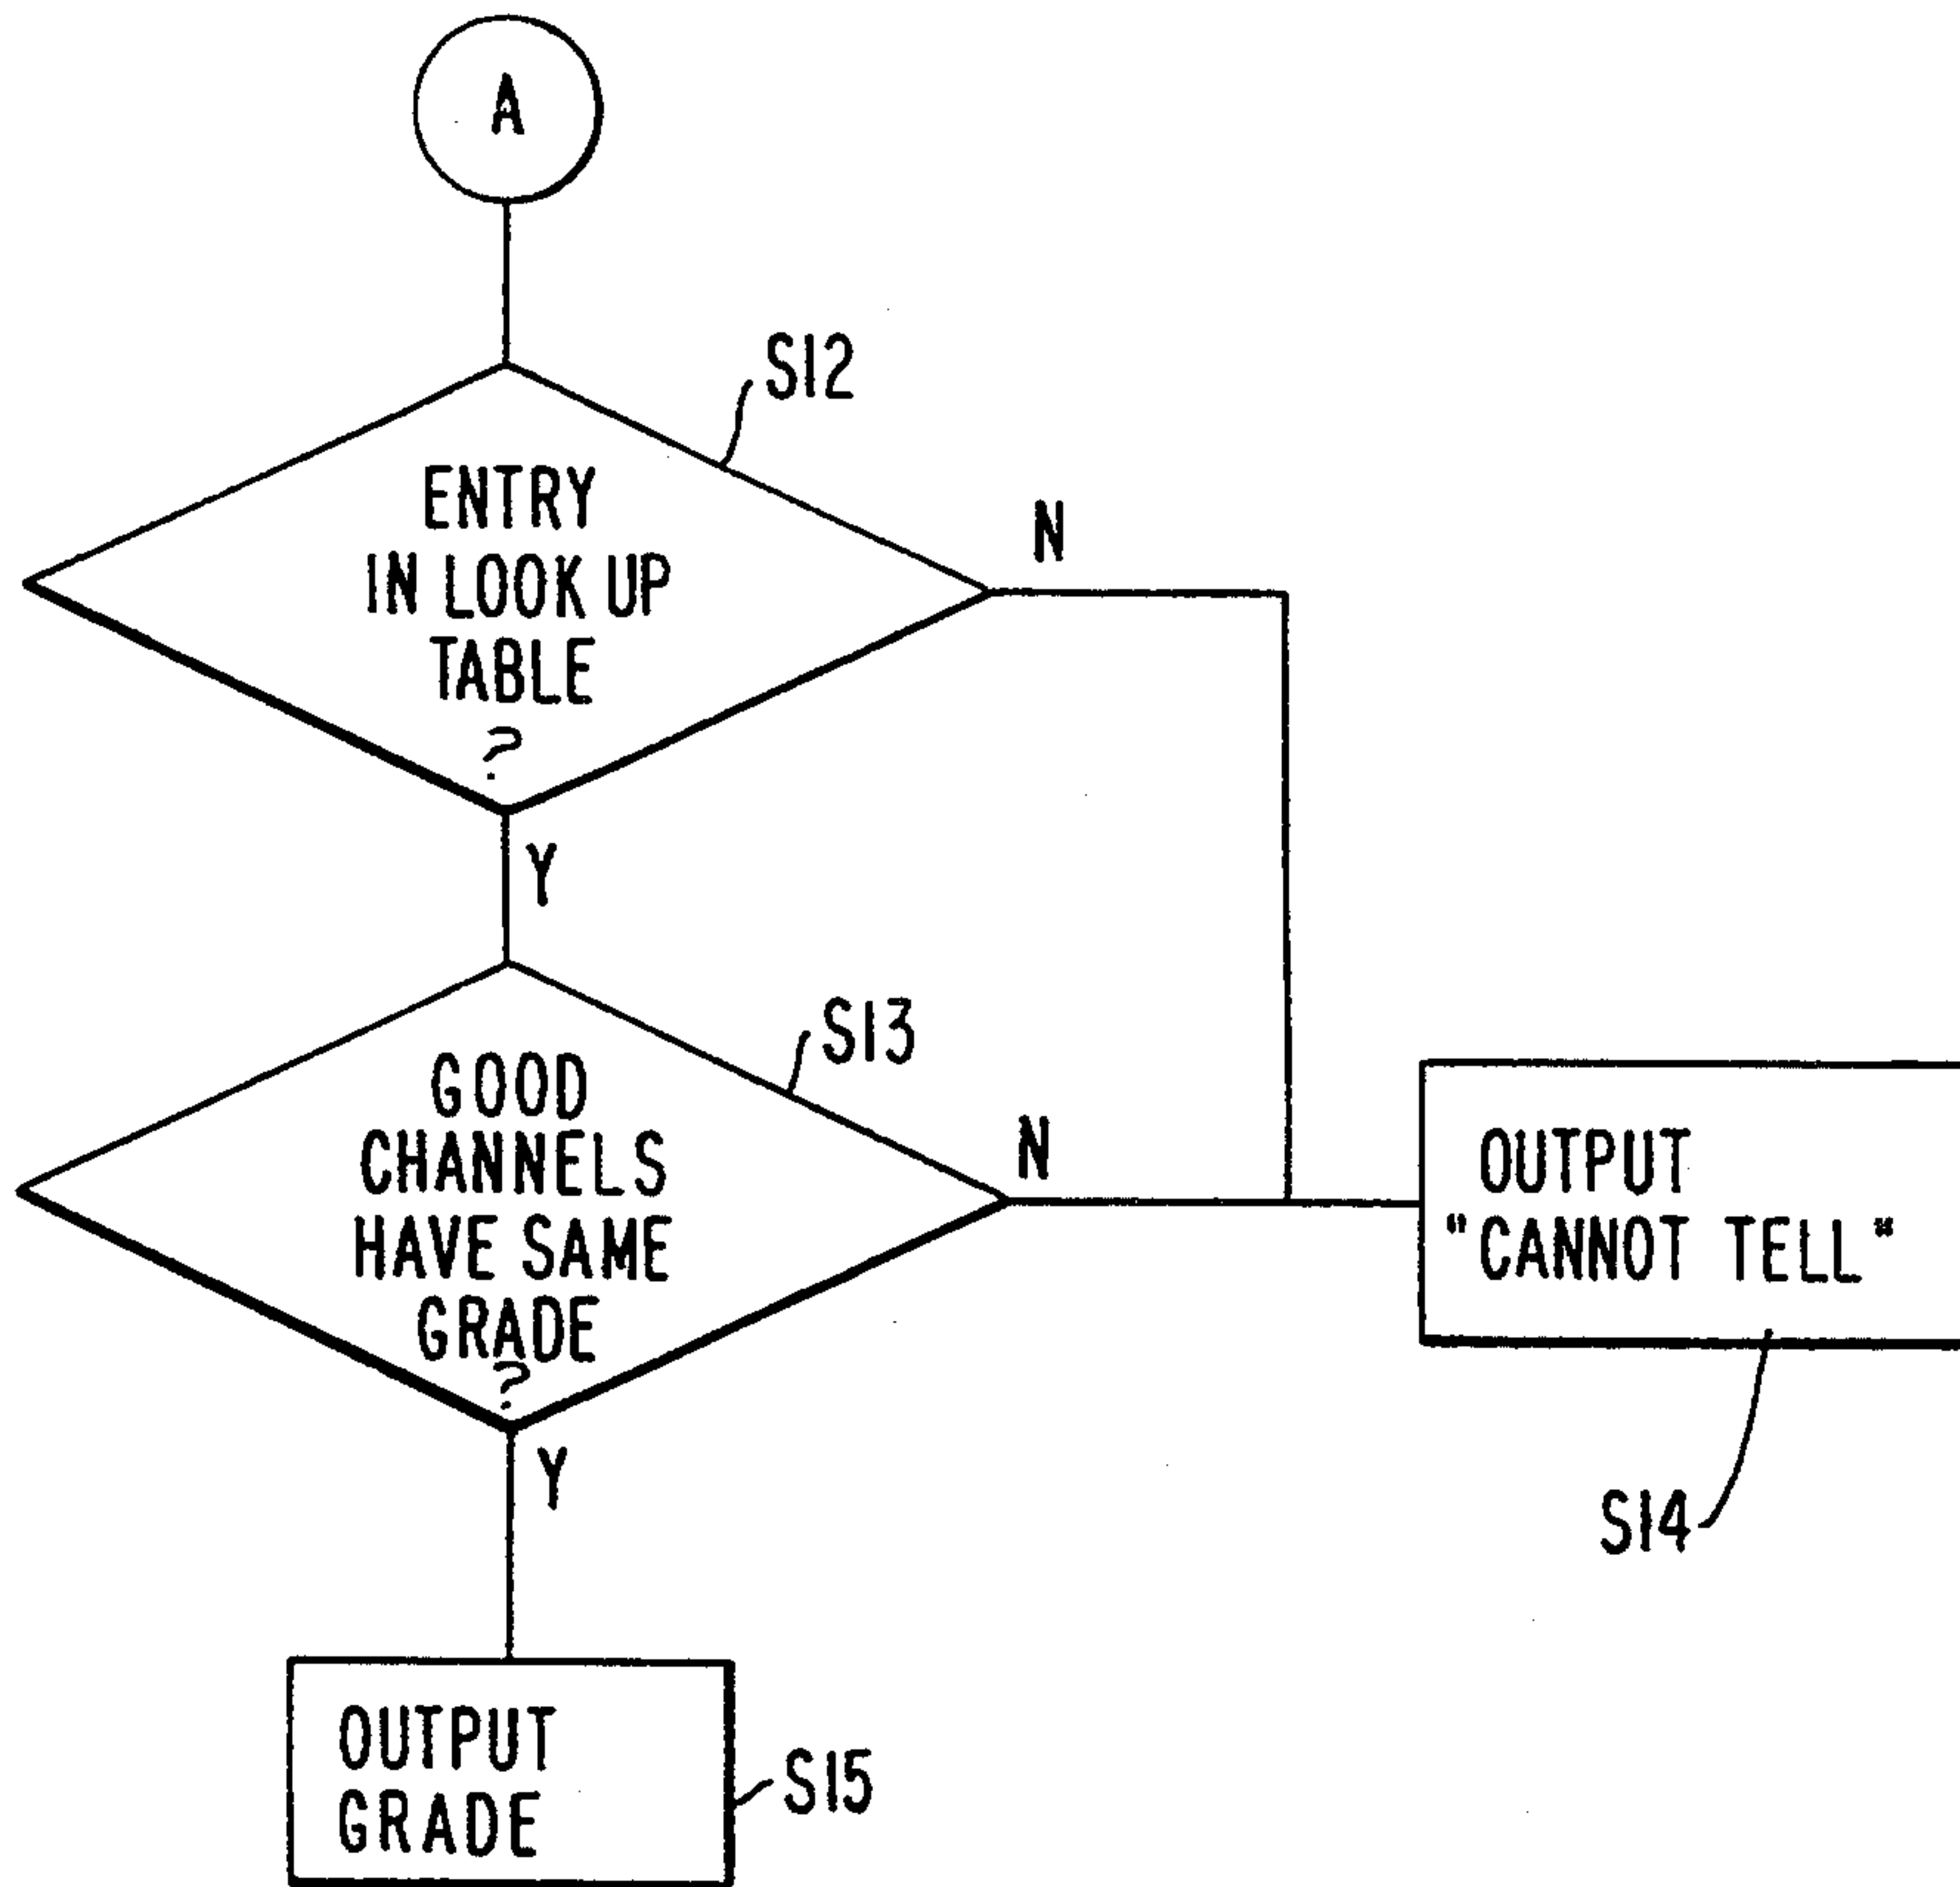 A
S12
ENTRY
IN LOOK UP
TABLE
?
N
Y
S13
GOOD
CHANNELS
HAVE SAME
GRADE
?
N
Y
OUTPUT
"CANNOT TELL"
S14
OUTPUT
GRADE
S15